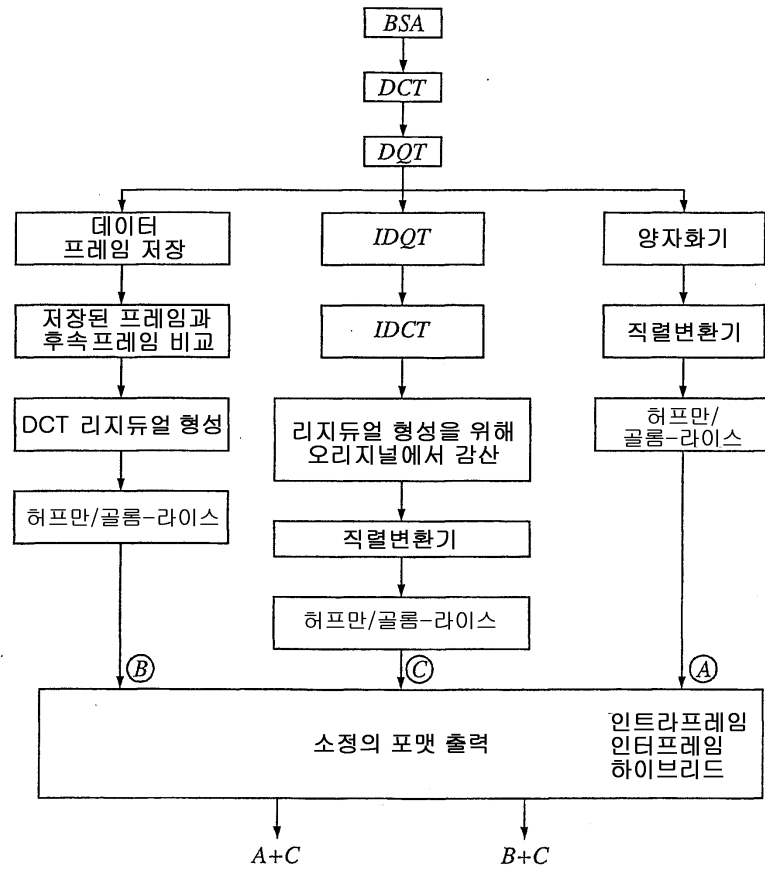 BSA
DCT
DQT
데이터
프레임 저장
저장된 프레임과
후속프레임 비교
DCT 리지듀얼 형성
허프만/골롬-라이스
B
IDQT
IDCT
리지듀얼 형성을 위해
오리지널에서 감산
직렬변환기
허프만/골롬-라이스
C
양자화기
직렬변환기
허프만/
골롬-라이스
A
소정의 포맷 출력
인트라프레임
인터프레임
하이브리드
A+C
B+C